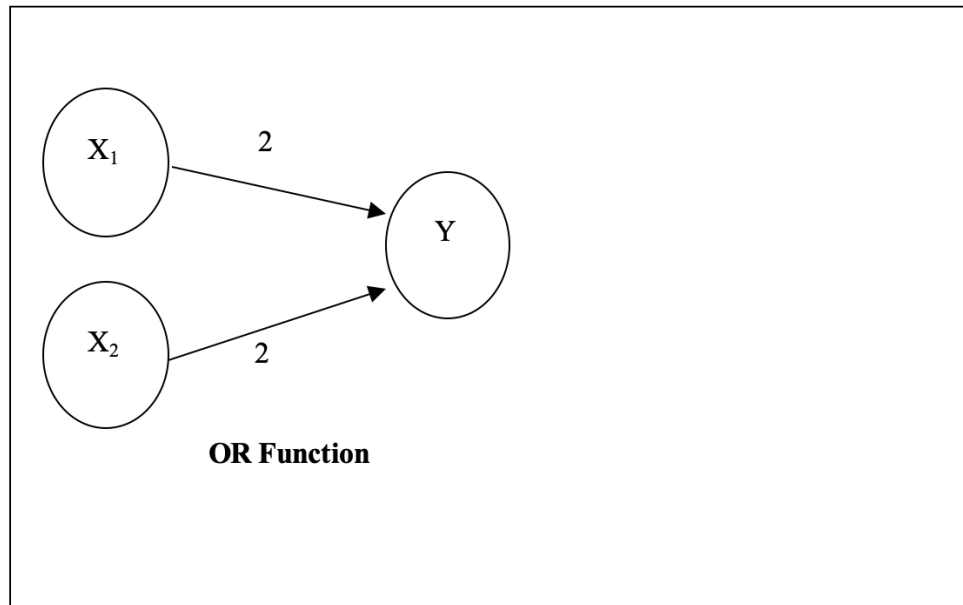 X₁
2
Y
X₂
2
OR Function